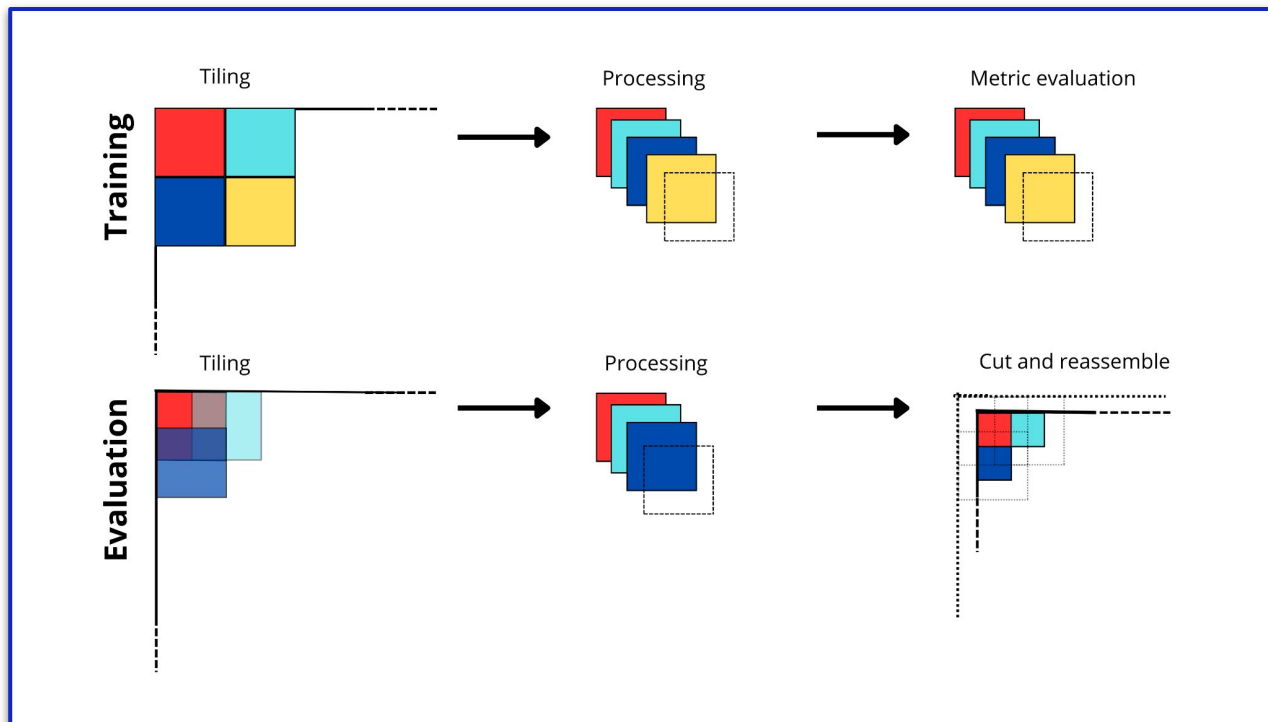 Training
Tiling
Processing
Metric evaluation
Evaluation
Tiling
Processing
Cut and reassemble